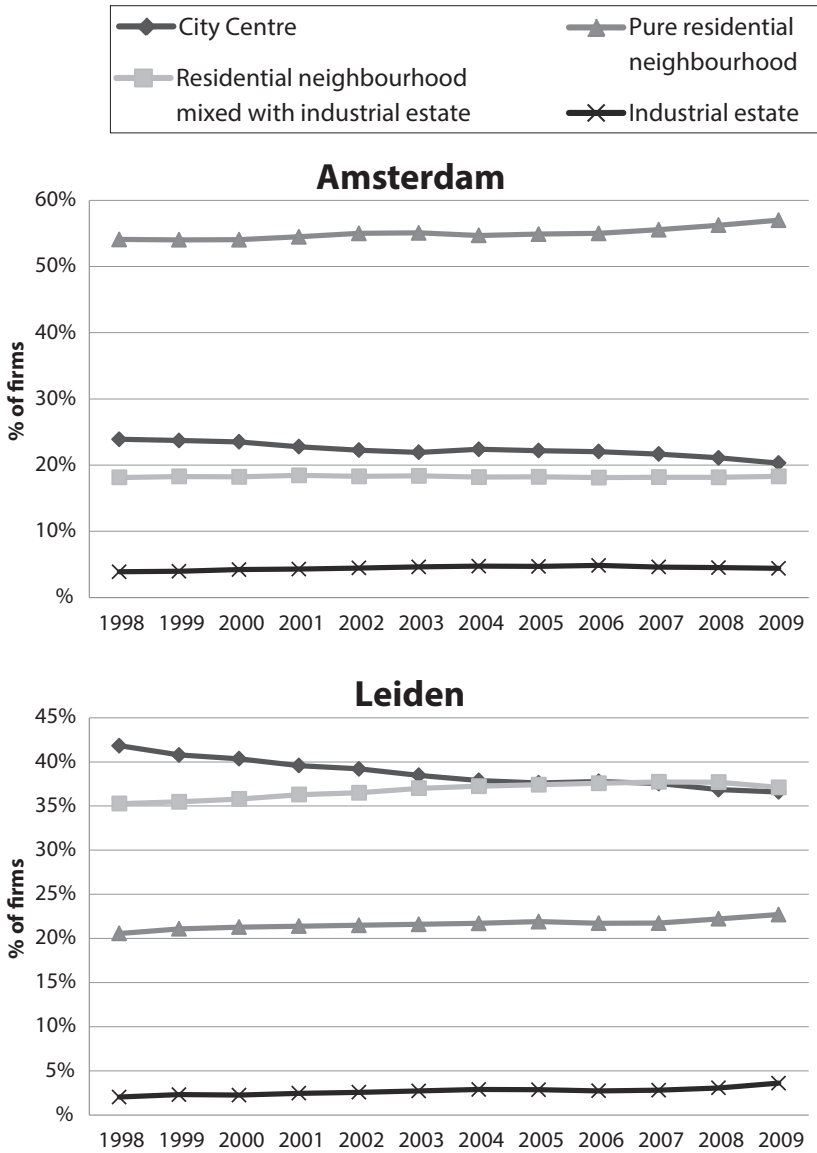 City Centre
Pure residential
neighbourhood
Residential neighbourhood
mixed with industrial estate
Industrial estate
Amsterdam
60%
50%
40%
30%
20%
10%
%
% of firms
1998 1999 2000 2001 2002 2003 2004 2005 2006 2007 2008 2009
Leiden
45%
40%
35%
30%
25%
20%
15%
10%
5%
%
% of firms
1998 1999 2000 2001 2002 2003 2004 2005 2006 2007 2008 2009